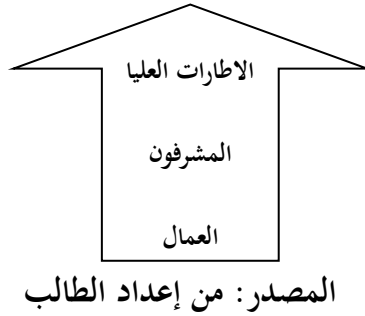 الاطارات العليا
المشرفون
العمال
المصدر: من إعداد الطالب